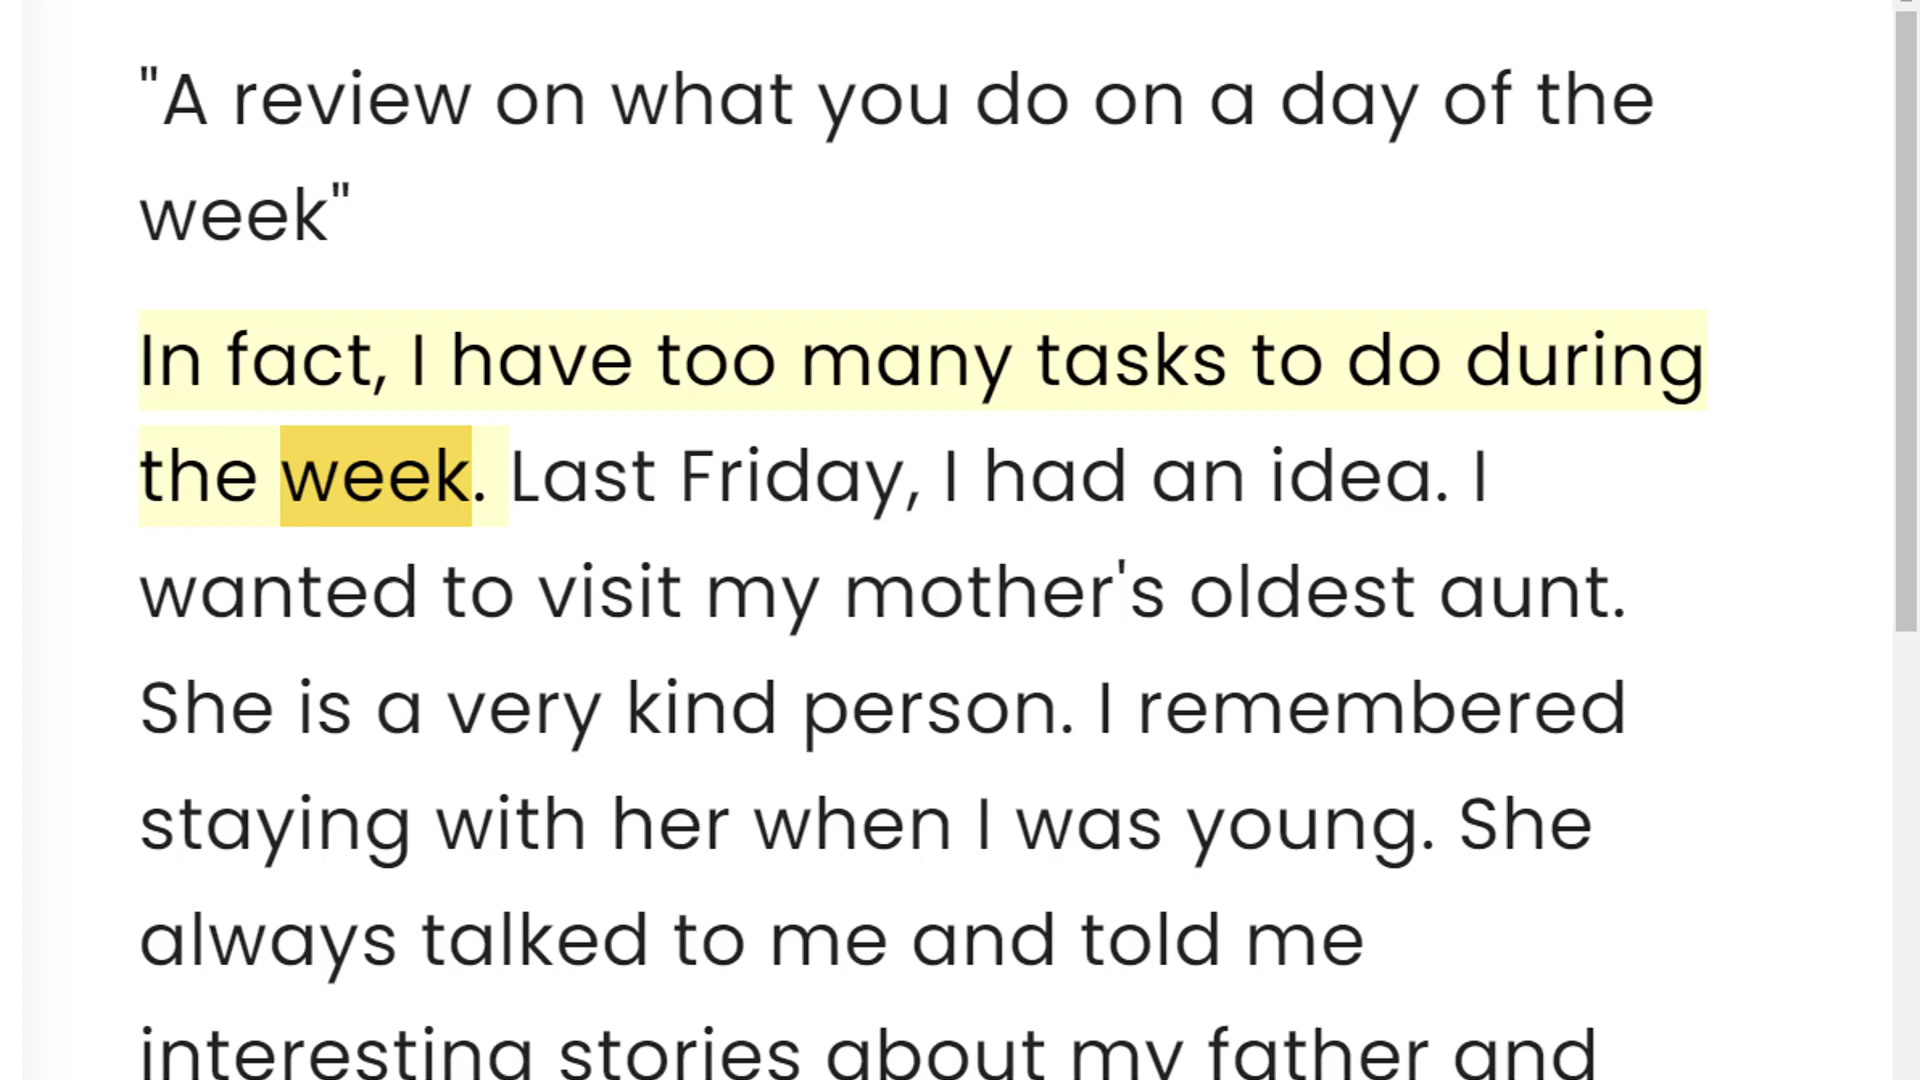 "A review on what you do on a day of the
week"
In fact, I have too many tasks to do during
the week. Last Friday, I had an idea. I
wanted to visit my mother's oldest aunt.
She is a very kind person. I remembered
staying with her when I was young. She
always talked to me and told me
interesting stories about my father and